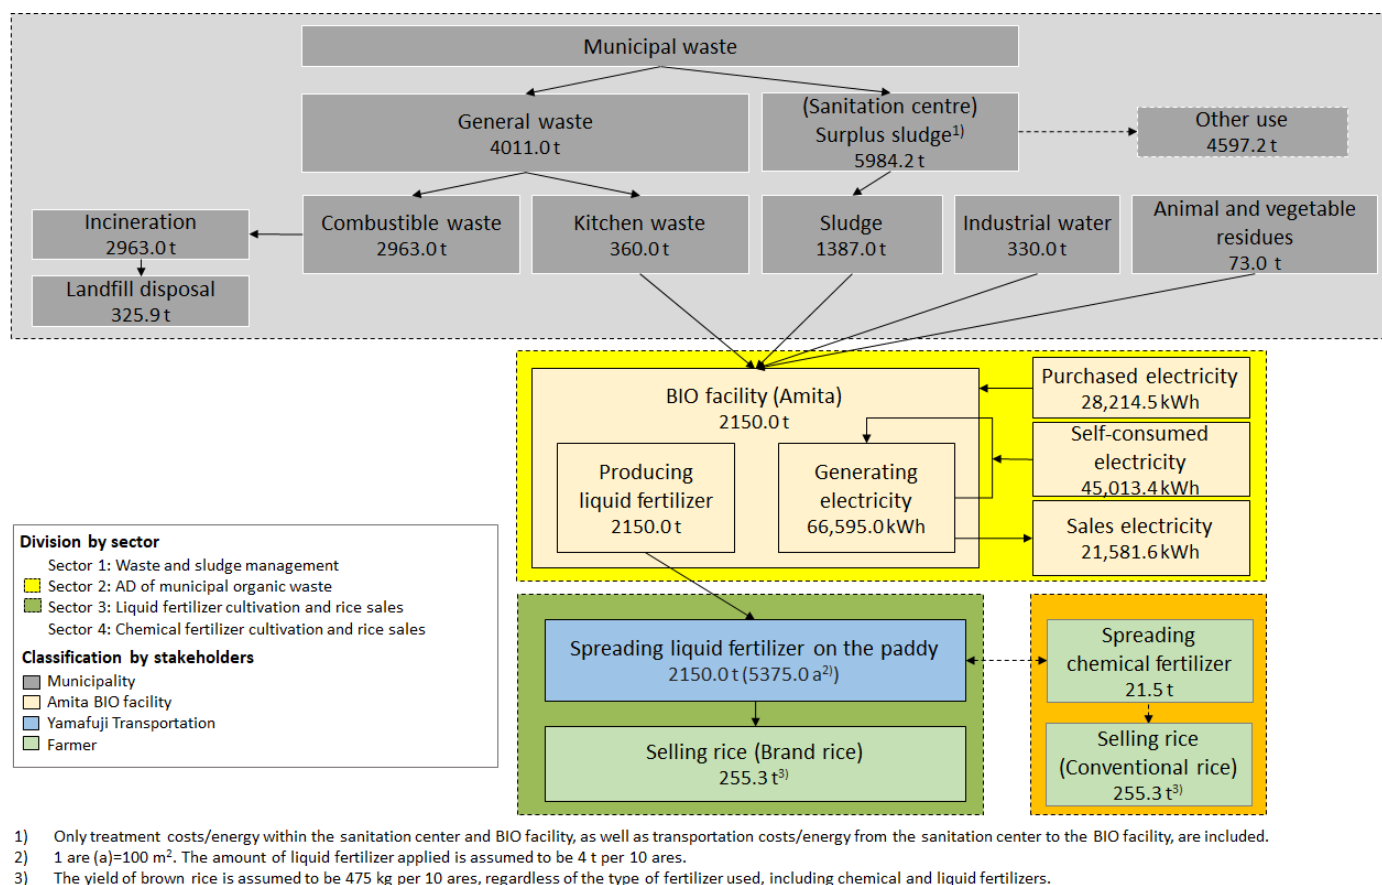 Municipal waste
General waste
4011.0 t
(Sanitation centre)
Surplus sludge1)
5984.2 t
Other use
4597.2 t
Incineration
2963.0 t
Combustible waste
2963.0 t
Kitchen waste
360.0 t
Sludge
1387.0 t
Industrial water
330.0 t
Animal and vegetable
residues
73.0 t
Landfill disposal
325.9 t
BIO facility (Amita)
2150.0 t
Purchased electricity
28,214.5 kWh
Producing
liquid fertilizer
2150.0 t
Generating
electricity
66,595.0 kWh
Self-consumed
electricity
45,013.4 kWh
Sales electricity
21,581.6 kWh
Division by sector
Sector 1: Waste and sludge management
Sector 2: AD of municipal organic waste
Sector 3: Liquid fertilizer cultivation and rice sales
Sector 4: Chemical fertilizer cultivation and rice sales
Classification by stakeholders
Municipality
Amita BIO facility
Yamafuji Transportation
Farmer
Spreading liquid fertilizer on the paddy
2150.0 t (5375.0 a2))
Spreading
chemical fertilizer
21.5 t
Selling rice (Brand rice)
255.3 t3)
Selling rice
(Conventional rice)
255.3 t3)
1) Only treatment costs/energy within the sanitation center and BIO facility, as well as transportation costs/energy from the sanitation center to the BIO facility, are included.
2) 1 are (a)=100 m2. The amount of liquid fertilizer applied is assumed to be 4 t per 10 ares.
3) The yield of brown rice is assumed to be 475 kg per 10 ares, regardless of the type of fertilizer used, including chemical and liquid fertilizers.